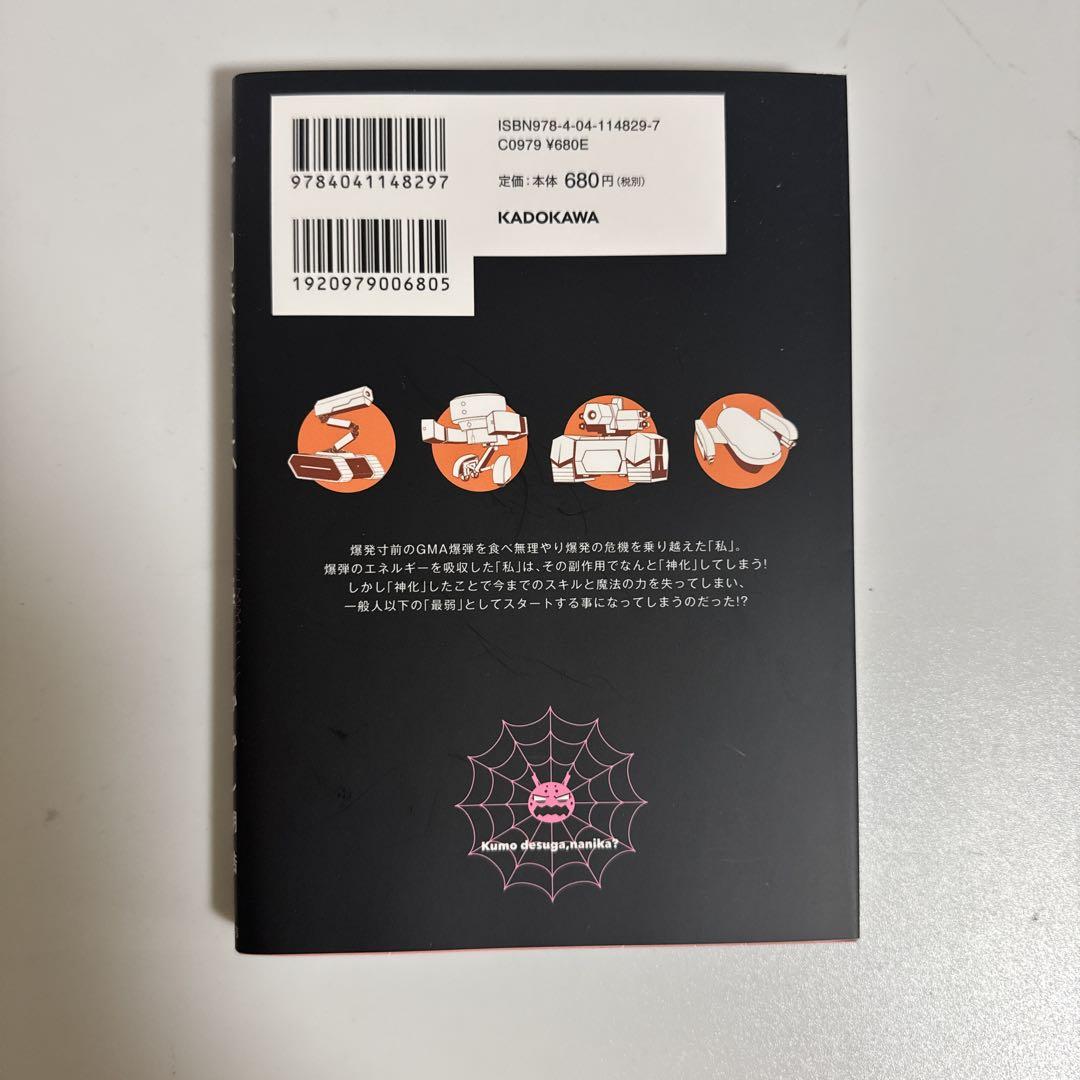 ISBN978-4-04-114829-7
C0979 ¥680E
9784041148297
定価：本体 680円（税別）
KADOKAWA
1920979006805
爆発寸前のGMA爆弾を食べ無理やり爆発の危機を乗り越えた「私」。
爆弾のエネルギーを吸収した「私」は、その副作用でなんと「神化」してしまう!
しかし「神化」したことで今までのスキルと魔法の力を失ってしまい、
一般人以下の「最弱」としてスタートする事になってしまうのだった!?
Kumo desuga,nanika?